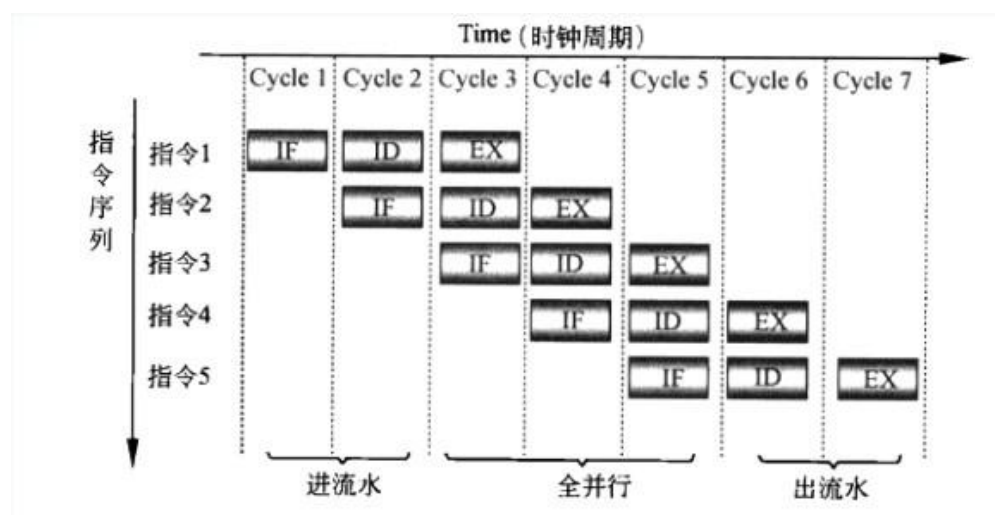 Time (时钟周期)
Cycle 1 Cycle 2 Cycle 3 Cycle 4 Cycle 5 Cycle 6 Cycle 7
指令序列
指令1 IF ID EX
指令2 IF ID EX
指令3 IF ID EX
指令4 IF ID EX
指令5 IF ID EX
进流水 全并行 出流水